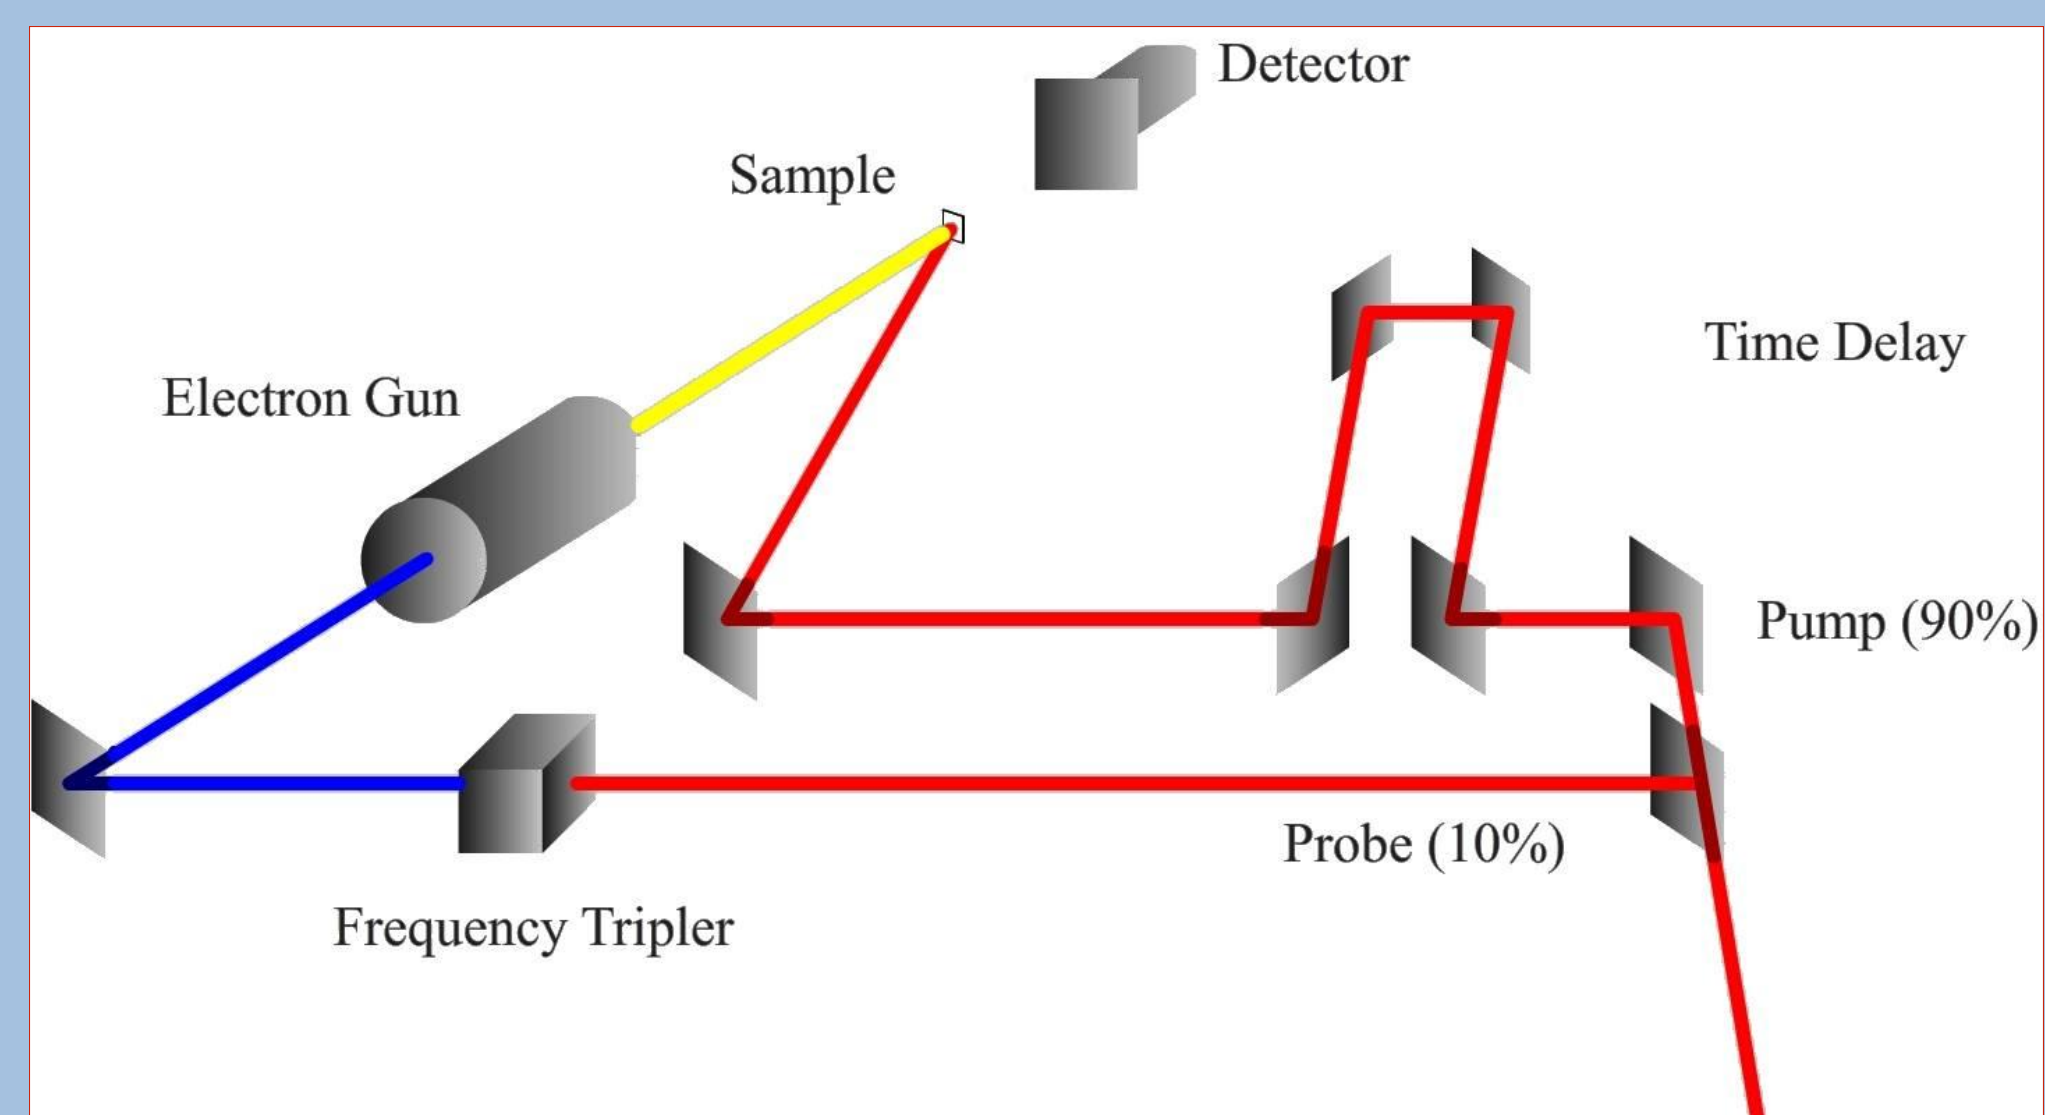 Detector
Sample
Time Delay
Electron Gun
Pump (90%)
Probe (10%)
Frequency Tripler